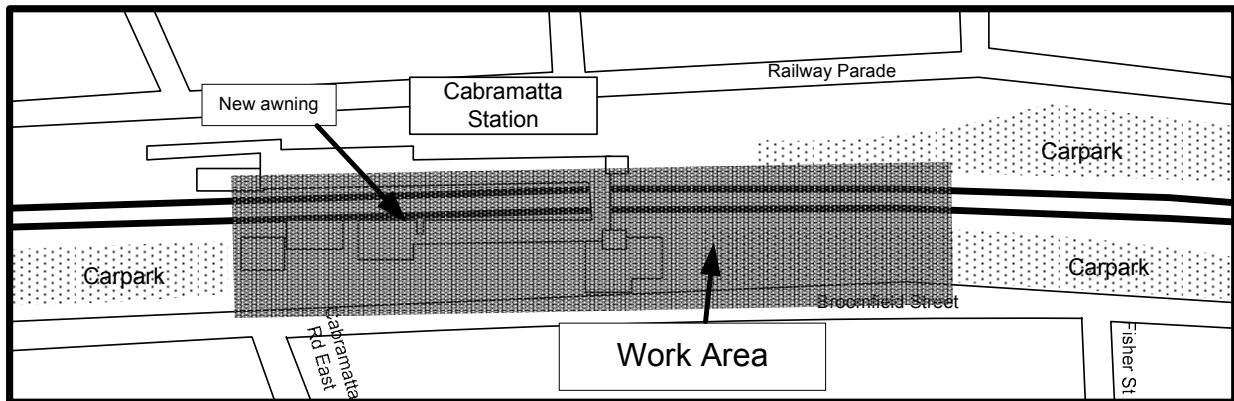 Railway Parade
Cabramatta
Station
New awning
Carpark
Carpark
Carpark
Broomfield Street
Work Area
Cabramatta
Rd East
Fisher St